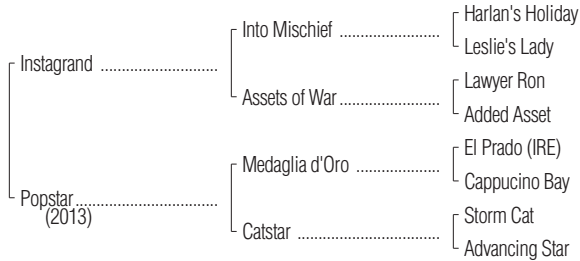 Harlan's Holiday
Into Mischief ....................
Leslie's Lady
Instagrand ........................
Lawyer Ron
Assets of War....................
Added Asset
El Prado (IRE)
Medaglia d'Oro .................
Cappucino Bay
Popstar.............................
(2013)
Storm Cat
Catstar .............................
Advancing Star